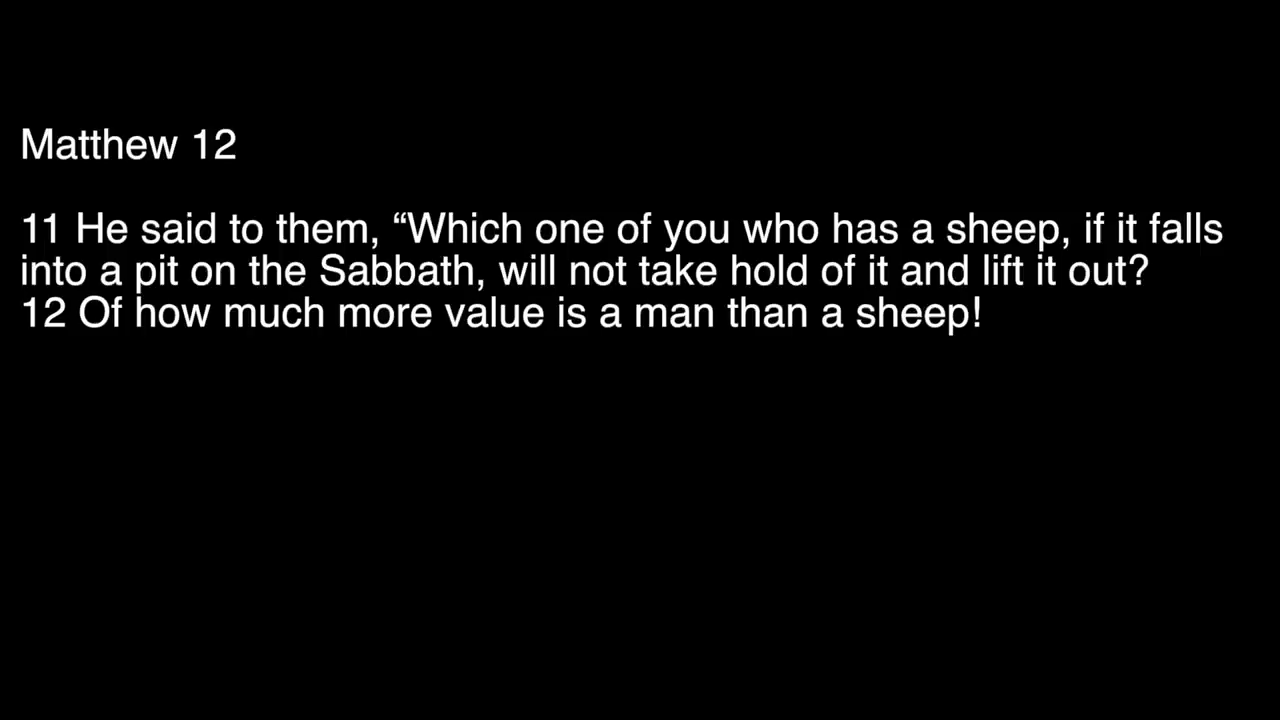 Matthew 12
11 He said to them, “Which one of you who has a sheep, if it falls
into a pit on the Sabbath, will not take hold of it and lift it out?
12 Of how much more value is a man than a sheep!